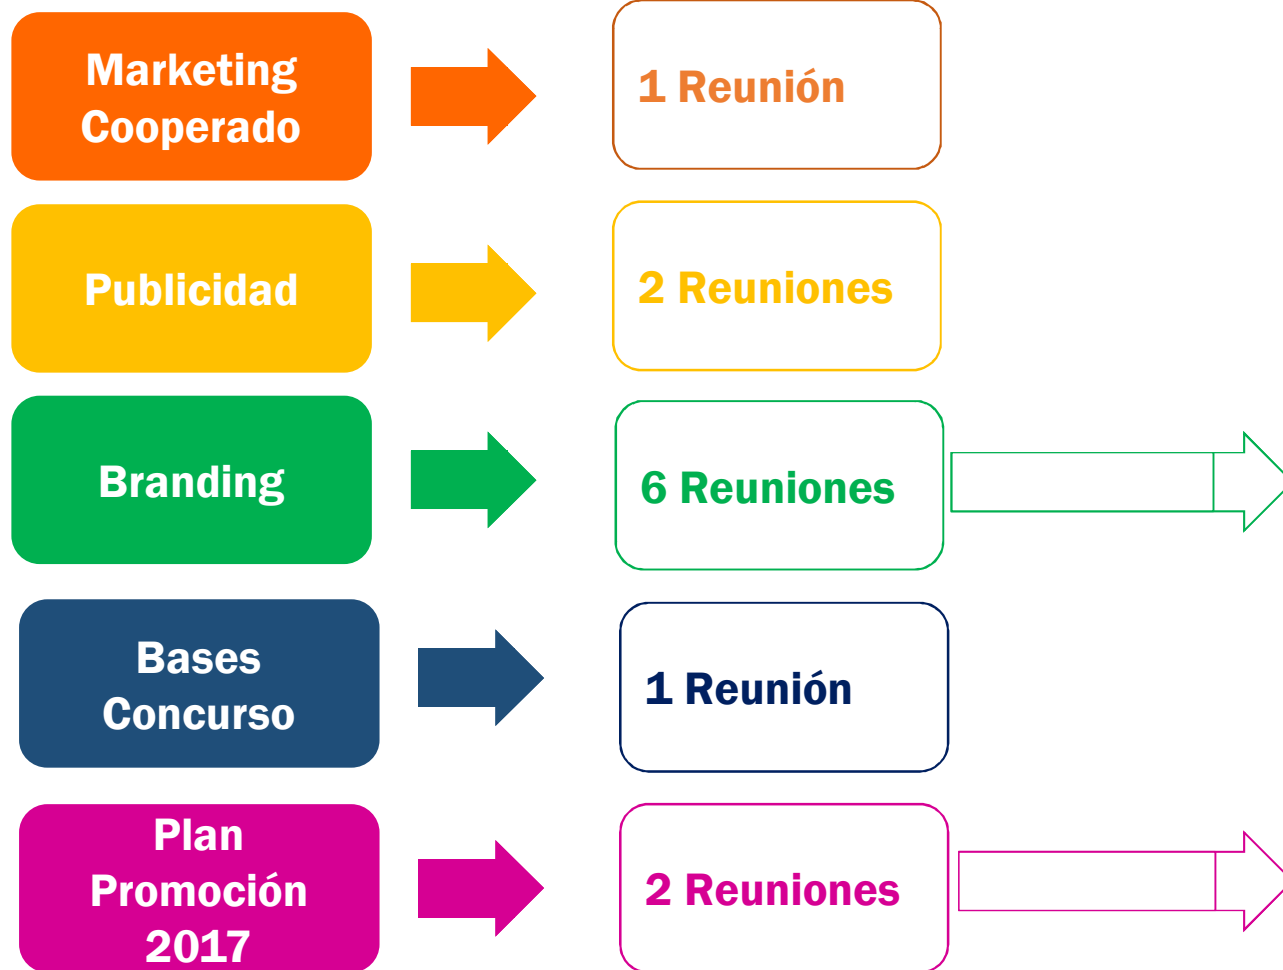 Marketing
Cooperado
1 Reunión
Publicidad
2 Reuniones
Branding
6 Reuniones
Bases
Concurso
1 Reunión
Plan
Promoción
2017
2 Reuniones